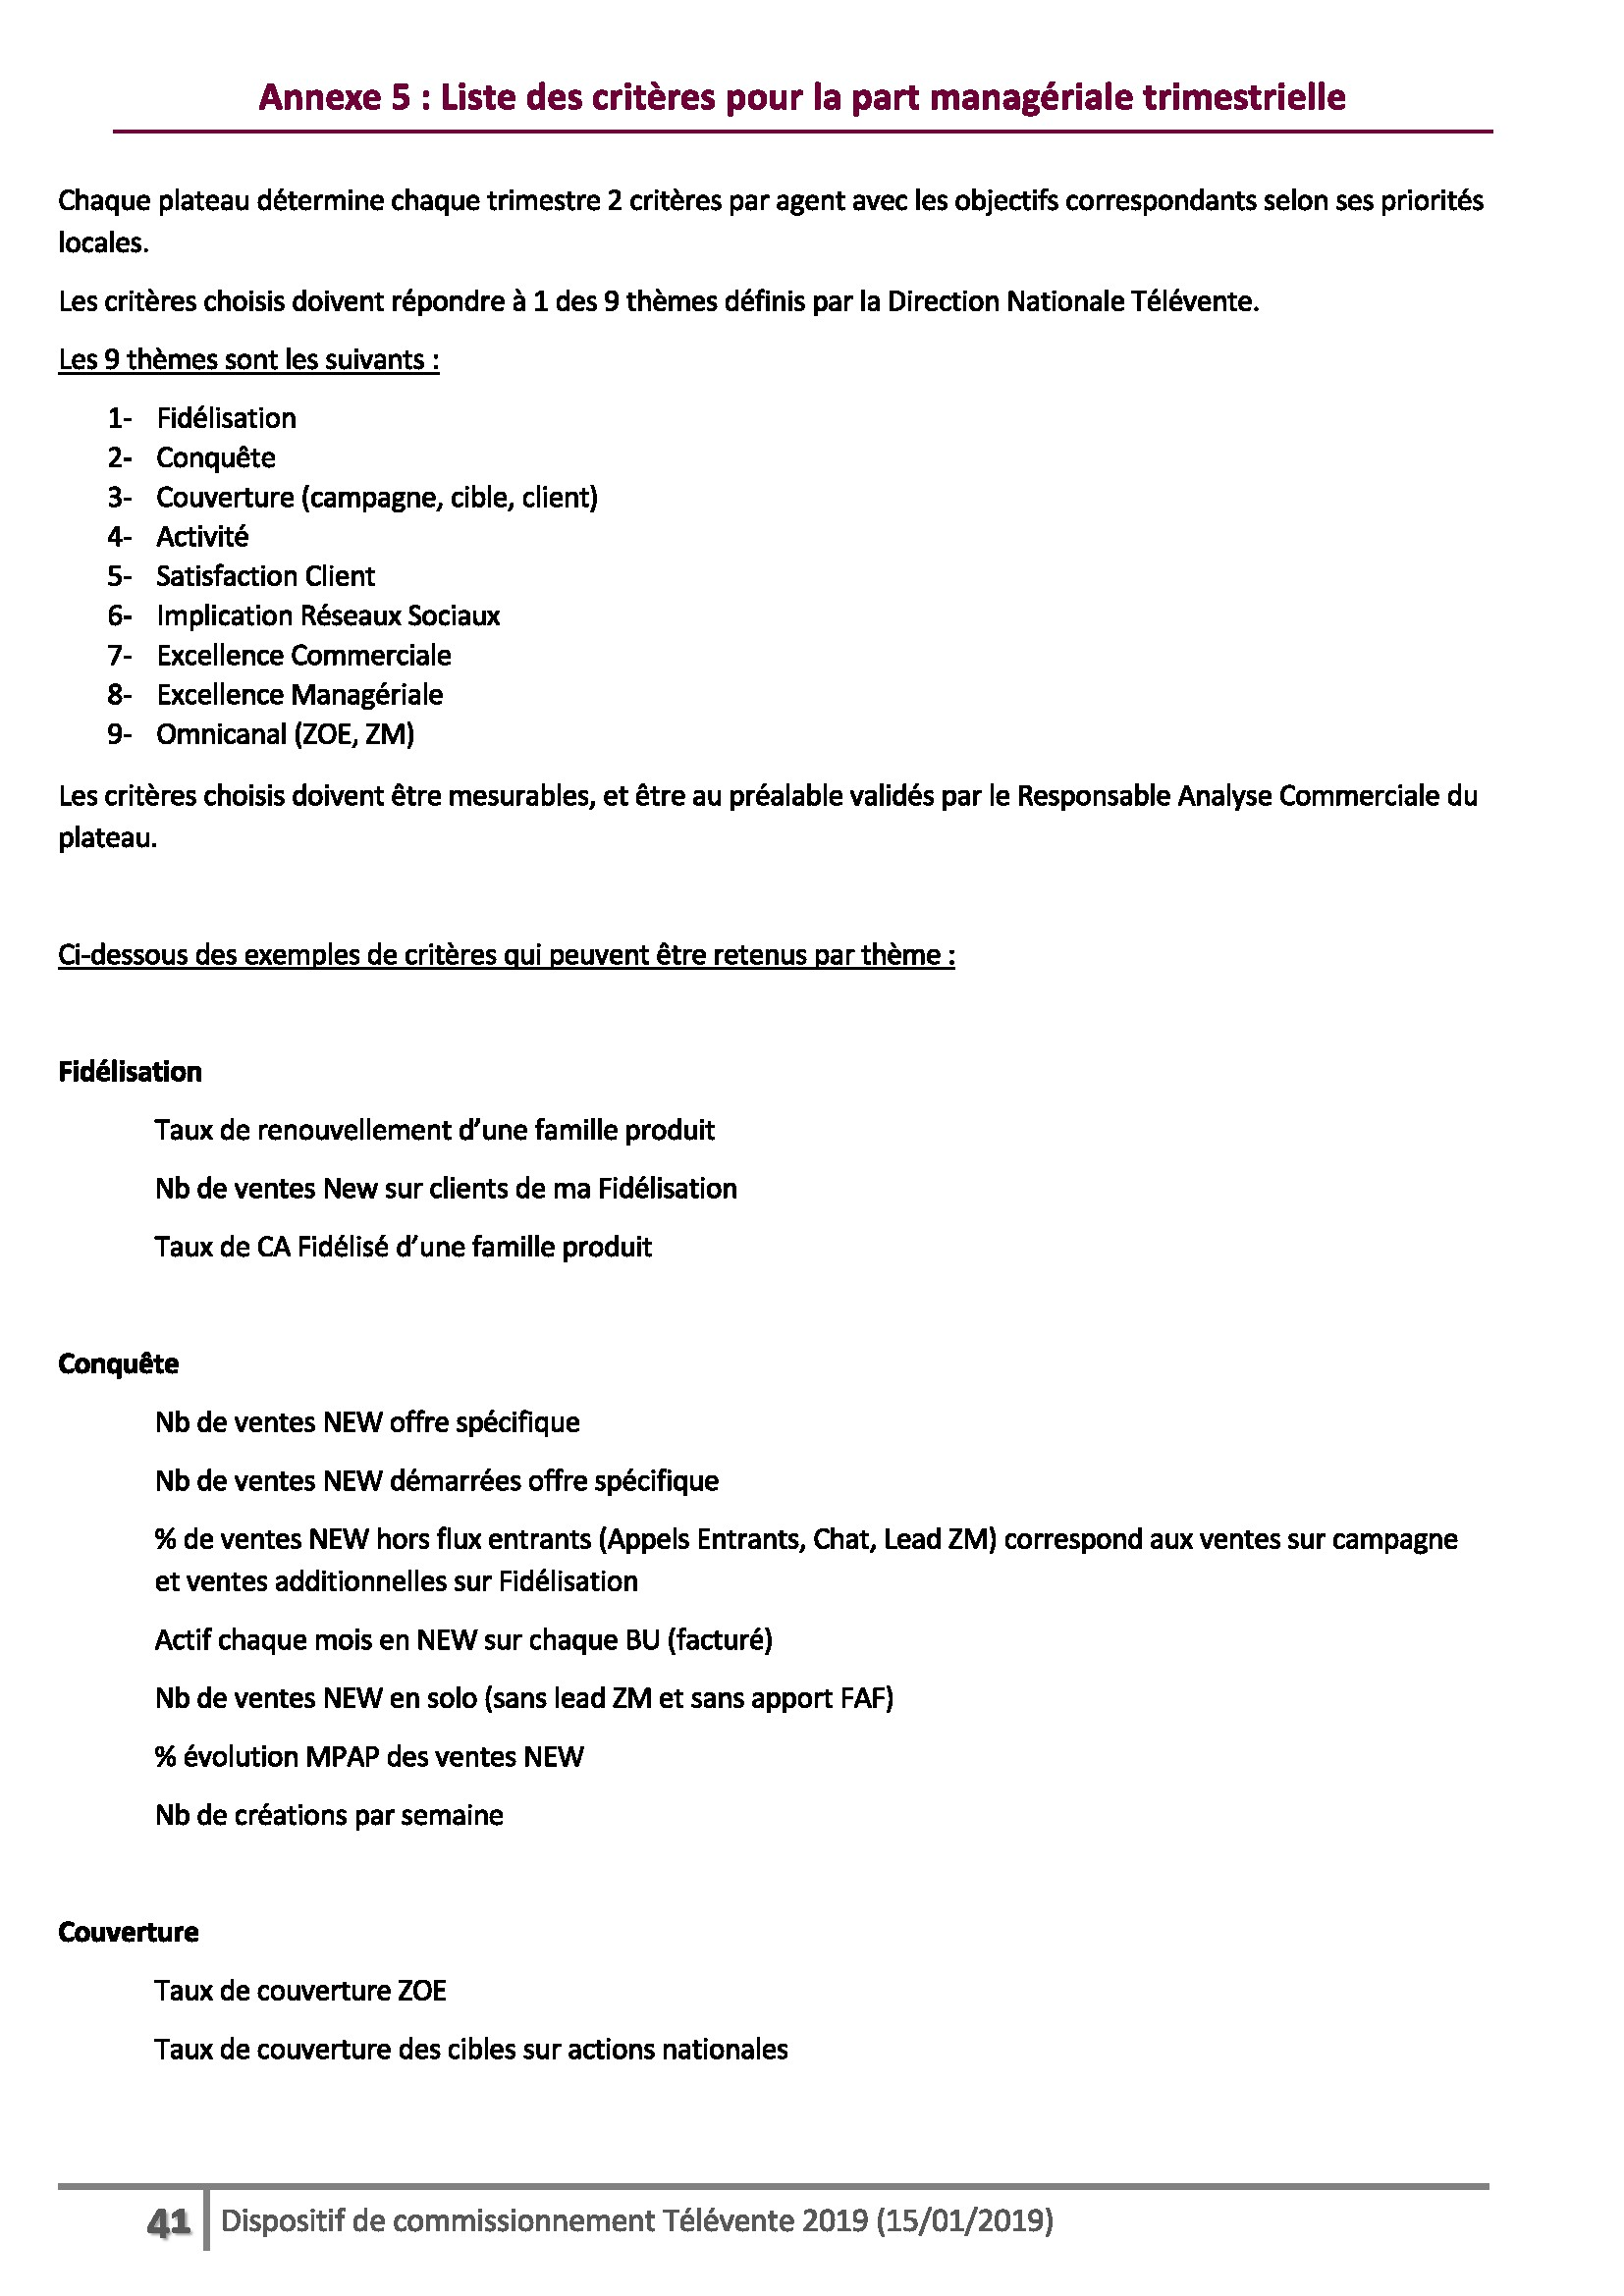 Annexe 5 : Liste des critères pour la part managériale trimestrielle
Chaque plateau détermine chaque trimestre 2 critères par agent avec les objectifs correspondants selon ses priorités
locales.
Les critères choisis doivent répondre à 1 des 9 thèmes définis par la Direction Nationale Télévente.
Les 9 thèmes sont les suivants :
1- Fidélisation
2- Conquête
3- Couverture (campagne, cible, client)
4- Activité
5- Satisfaction Client
6- Implication Réseaux Sociaux
7- Excellence Commerciale
8- Excellence Managériale
9- Omnicanal (ZOE, ZM)
Les critères choisis doivent être mesurables, et être au préalable validés par le Responsable Analyse Commerciale du
plateau.
Ci-dessous des exemples de critères qui peuvent être retenus par thème :
Fidélisation
Taux de renouvellement d’une famille produit
Nb de ventes New sur clients de ma Fidélisation
Taux de CA Fidélisé d’une famille produit
Conquête
Nb de ventes NEW offre spécifique
Nb de ventes NEW démarrées offre spécifique
% de ventes NEW hors flux entrants (Appels Entrants, Chat, Lead ZM) correspond aux ventes sur campagne
et ventes additionnelles sur Fidélisation
Actif chaque mois en NEW sur chaque BU (facturé)
Nb de ventes NEW en solo (sans lead ZM et sans apport FAF)
% évolution MPAP des ventes NEW
Nb de créations par semaine
Couverture
Taux de couverture ZOE
Taux de couverture des cibles sur actions nationales
41 Dispositif de commissionnement Télévente 2019 (15/01/2019)